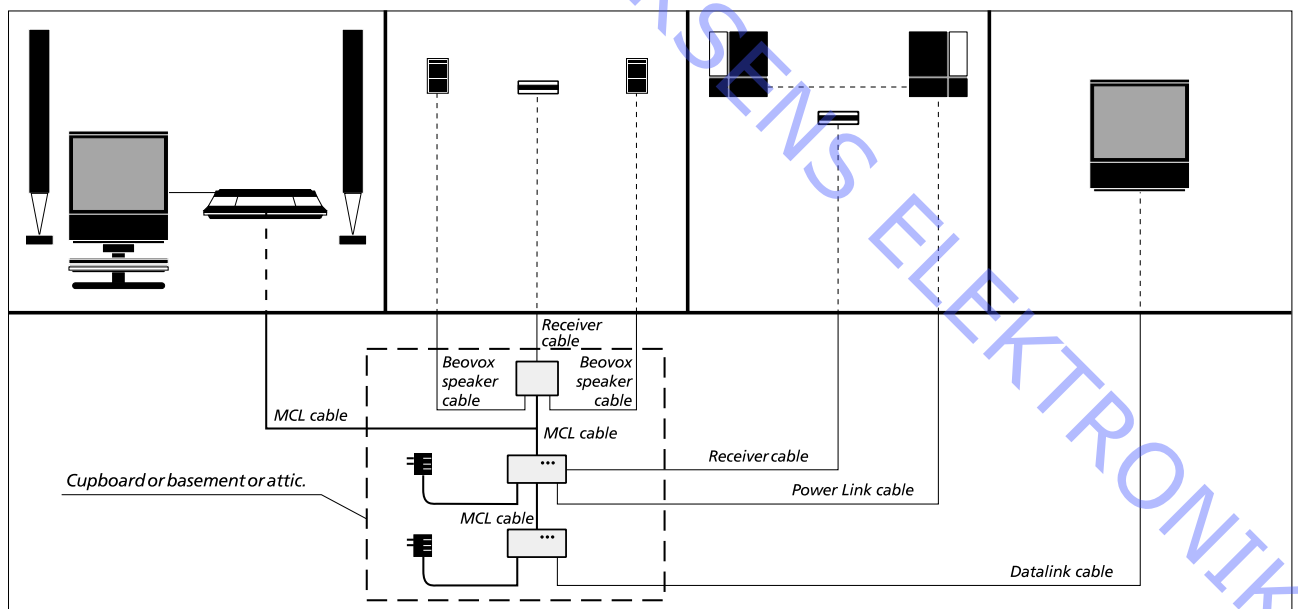 KSENS ELEKTRONIK
Receiver
cable
Beovox
speaker
cable
Beovox
speaker
cable
MCL cable
MCL cable
Receiver cable
Cupboard or basement or attic.
Power Link cable
MCL cable
Datalink cable